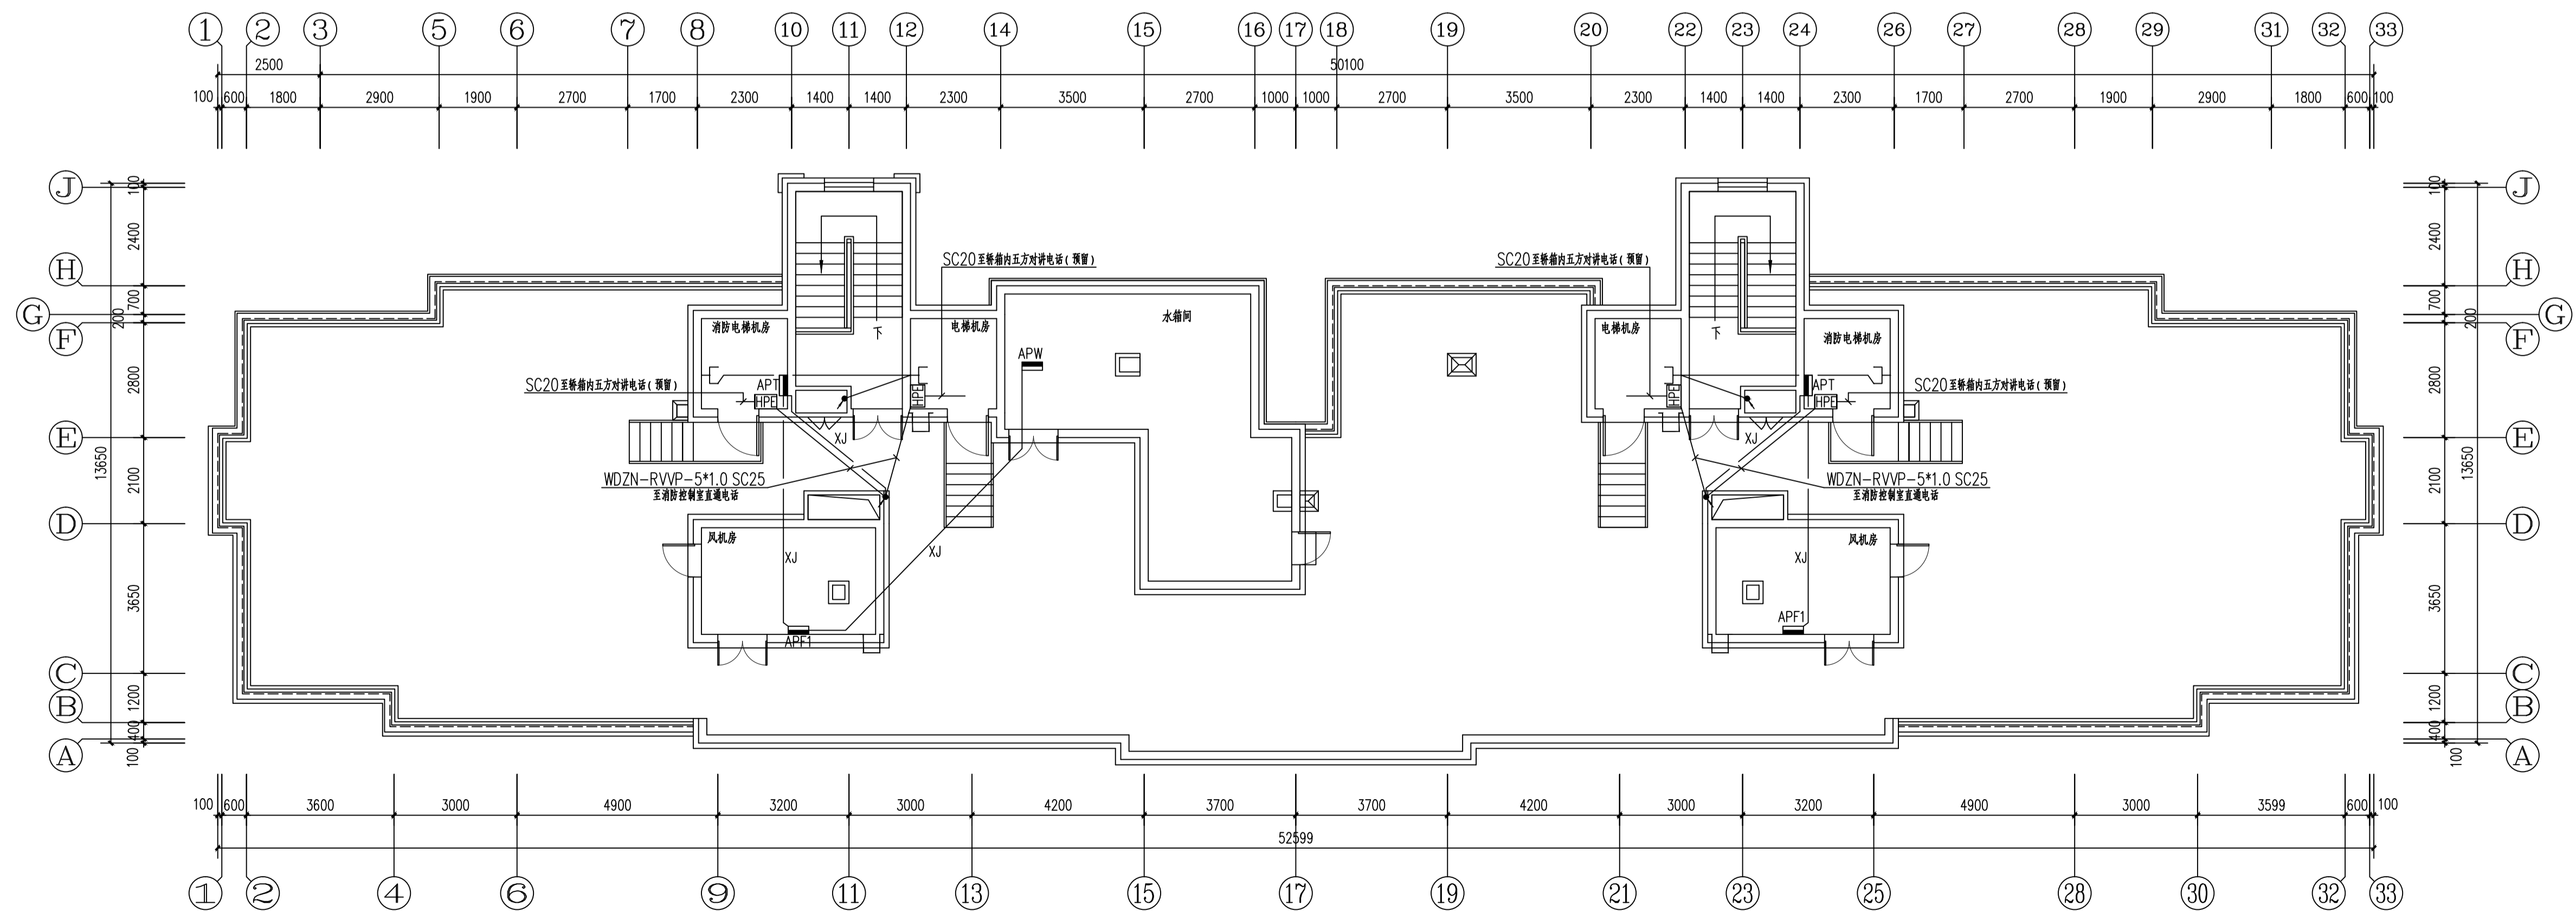 1 2 3 5 6 7 8 10 11 12 14 15 16 17 18 19 20 22 23 24 26 27 28 29 31 32 33
2500 50100
100 600 1800 2900 1900 2700 1700 2300 1400 1400 2300 3500 2700 1000 1000 2700 3500 2300 1400 1400 2300 1700 2700 1900 2900 1800 600 100
J
H
G
F
E
D
C
B
A
100
2400
700
200
2800
2100
3650
1200
400
100
13650
SC20至轿箱内五方对讲电话(预留)
消防电梯机房
下
电梯机房
水箱间
APW
APT
HPE
HPE
SC20至轿箱内五方对讲电话(预留)
XJ
WDZN-RVVP-5*1.0 SC25
至消防控制室直通电话
风机房
XJ
XJ
APF1
SC20至轿箱内五方对讲电话(预留)
电梯机房
下
消防电梯机房
HPE
APT
HPE
SC20至轿箱内五方对讲电话(预留)
XJ
WDZN-RVVP-5*1.0 SC25
至消防控制室直通电话
风机房
XJ
APF1
J
H
G
F
E
D
C
B
A
100
2400
700
200
2800
2100
3650
1200
400
100
13650
100 600 3600 3000 4900 3200 3000 4200 3700 3700 4200 3000 3200 4900 3000 3599 600 100
52599
1 2 4 6 9 11 13 15 17 19 21 23 25 28 30 32 33